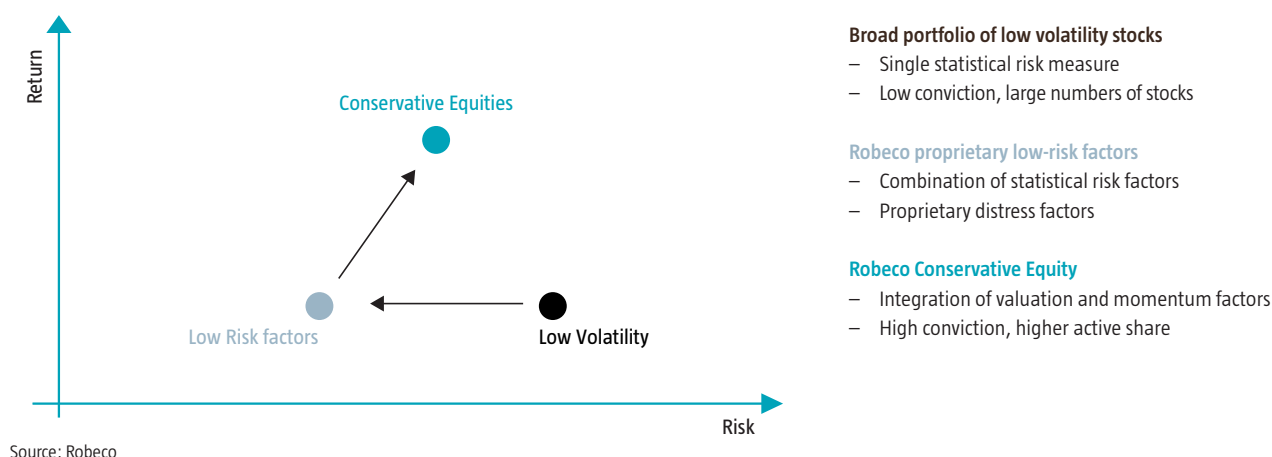 Return
Conservative Equities
Low Risk factors
Low Volatility
Risk
Source: Robeco
Broad portfolio of low volatility stocks
– Single statistical risk measure
– Low conviction, large numbers of stocks
Robeco proprietary low-risk factors
– Combination of statistical risk factors
– Proprietary distress factors
Robeco Conservative Equity
– Integration of valuation and momentum factors
– High conviction, higher active share